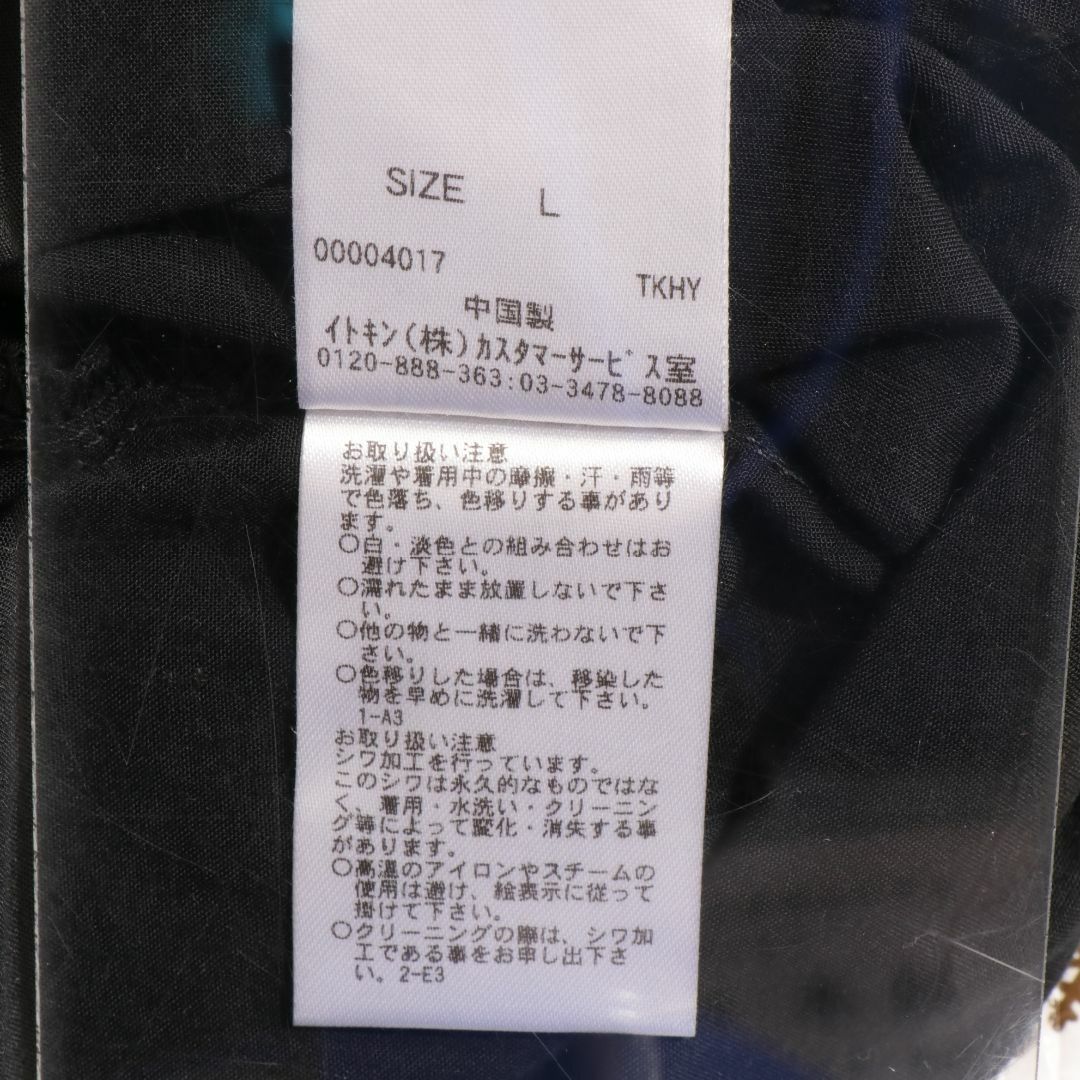 SIZE L
00004017
TKHY
中国製
イトキン(株)カスタマーサービス室
0120-888-363:03-3478-8088
お取り扱い注意
洗濯や着用中の摩擦・汗・雨等
で色落ち、色移りする事があり
ます。
○白・淡色との組み合わせはお
避け下さい。
○濡れたまま放置しないで下さ
い。
○他の物と一緒に洗わないで下
さい。
○色移りした場合は、移染した
物を早めに洗濯して下さい。
1-A3
お取り扱い注意
シワ加工を行っています。
このシワは永久的なものではな
く、着用・水洗い・クリーニン
グ等によって変化・消失する事
があります。
○高温のアイロンやスチームの
使用は避け、絵表示に従って
掛けて下さい。
○クリーニングの際は、シワ加
工である事をお申し出下さ
い。2-E3